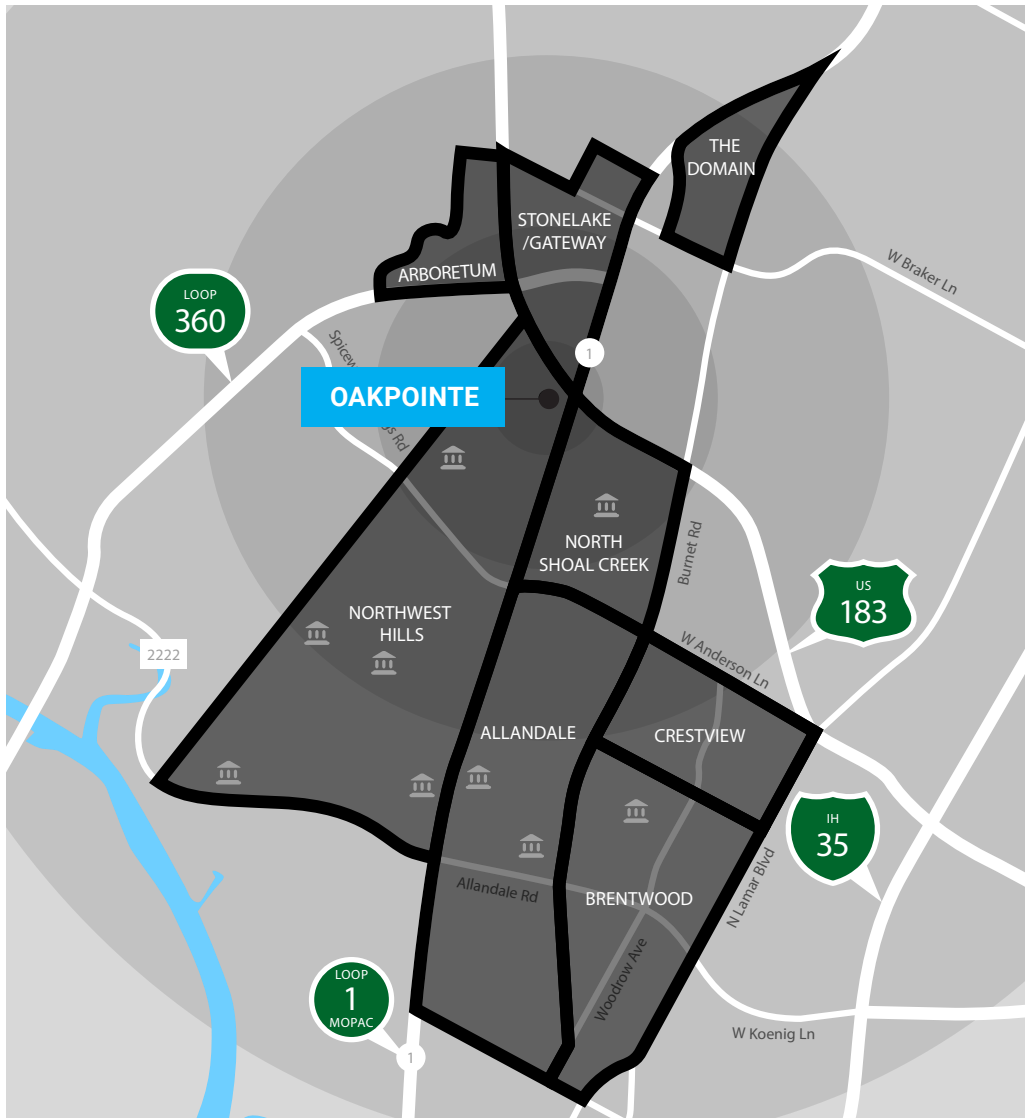 THE
DOMAIN
STONELAKE
/GATEWAY
ARBORETUM
W Braker Ln
LOOP
360
1
OAKPOINTE
NORTH
SHOAL CREEK
Burnet Rd
US
183
NORTHWEST
HILLS
W Anderson Ln
2222
ALLANDALE
CRESTVIEW
IH
35
Allandale Rd
BRENTWOOD
N Lamar Blvd
Woodrow Ave
LOOP
1
MOPAC
1
W Koenig Ln